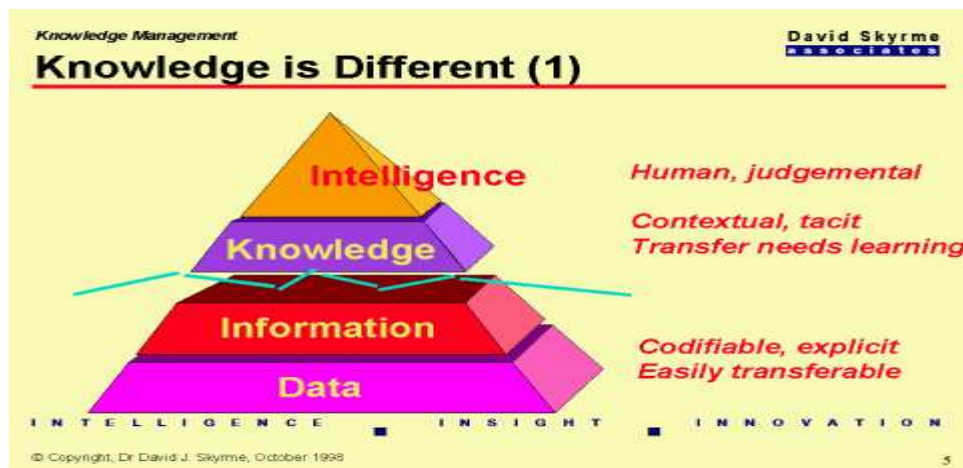 Knowledge Management
David Skyrme
associates
Knowledge is Different (1)
Intelligence
Human, judgemental
Knowledge
Contextual, tacit
Transfer needs learning
Information
Codifiable, explicit
Easily transferable
Data
INTELLIGENCE ■ INSIGHT ■ INNOVATION
© Copyright, Dr David J. Skyrme, October 1998
5